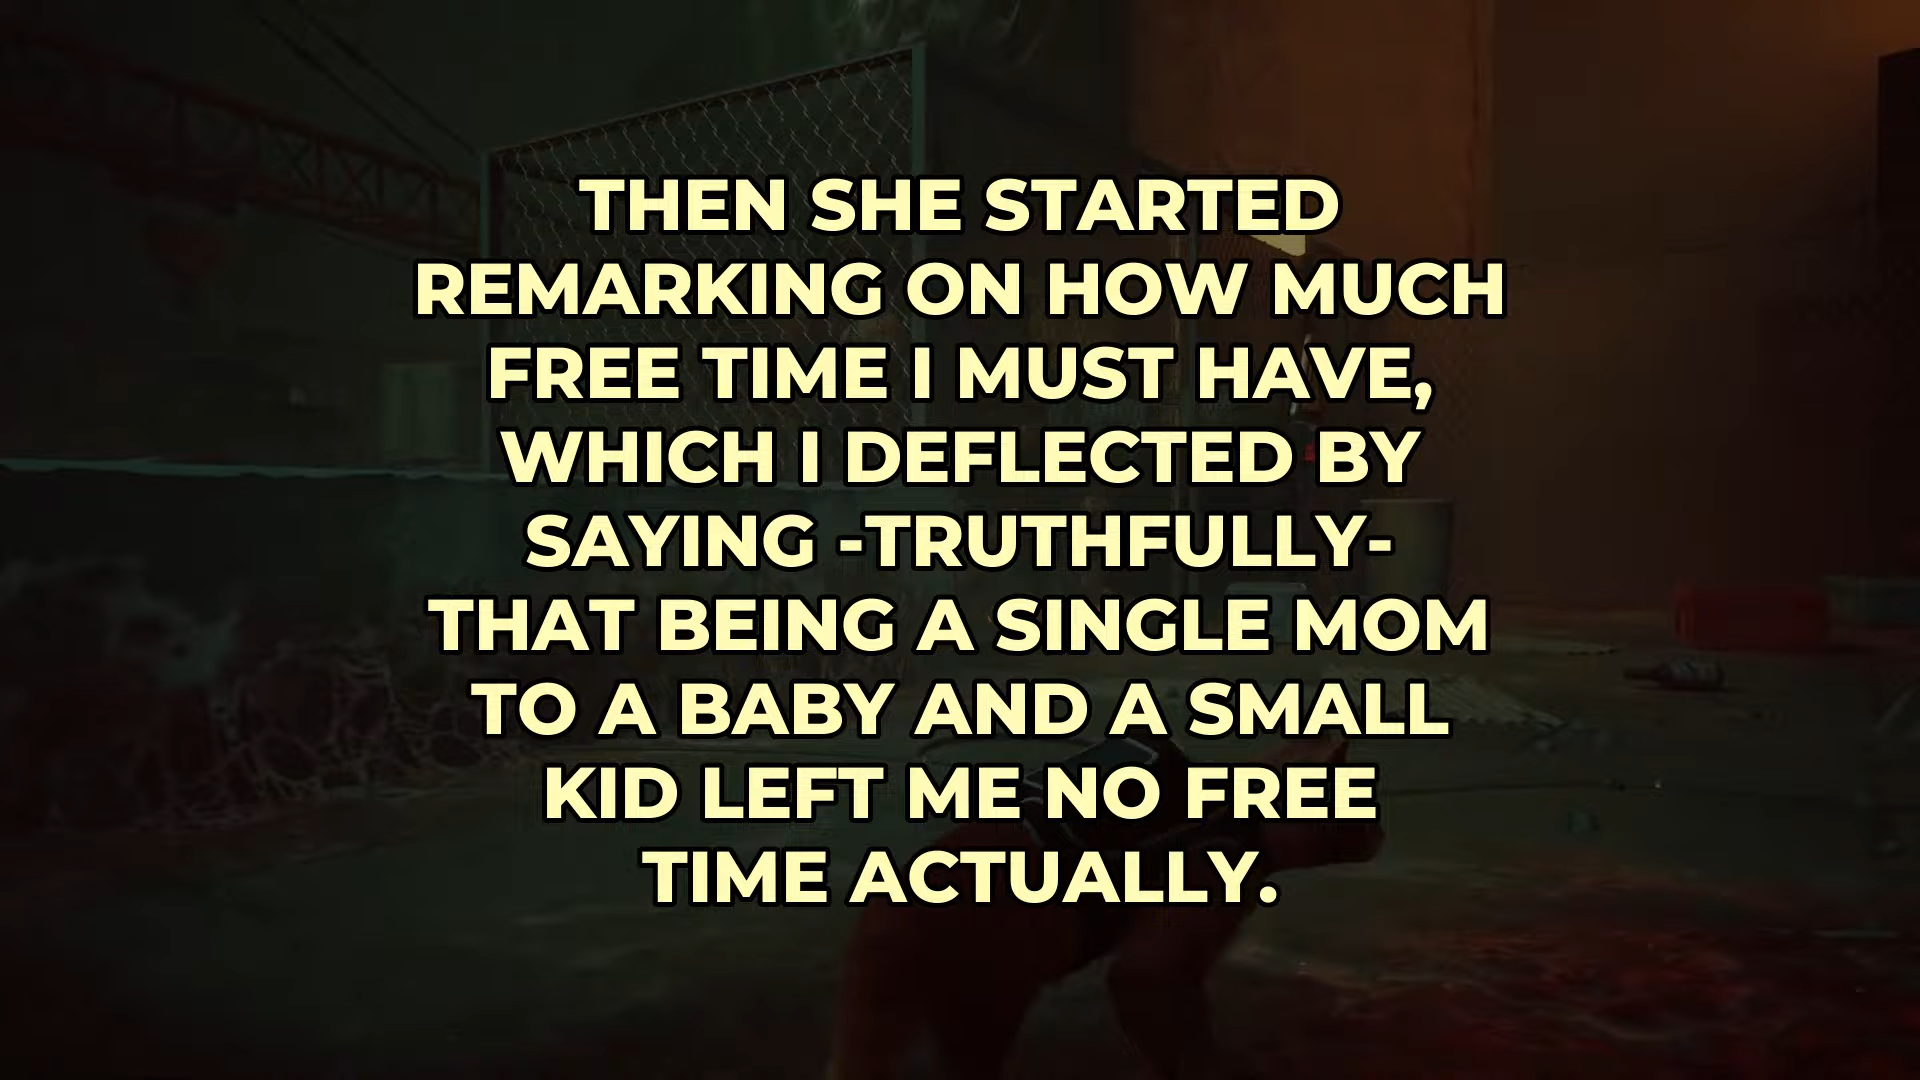 THEN SHE STARTED
REMARKING ON HOW MUCH
FREE TIME I MUST HAVE,
WHICH I DEFLECTED BY
SAYING -TRUTHFULLY-
THAT BEING A SINGLE MOM
TO A BABY AND A SMALL
KID LEFT ME NO FREE
TIME ACTUALLY.